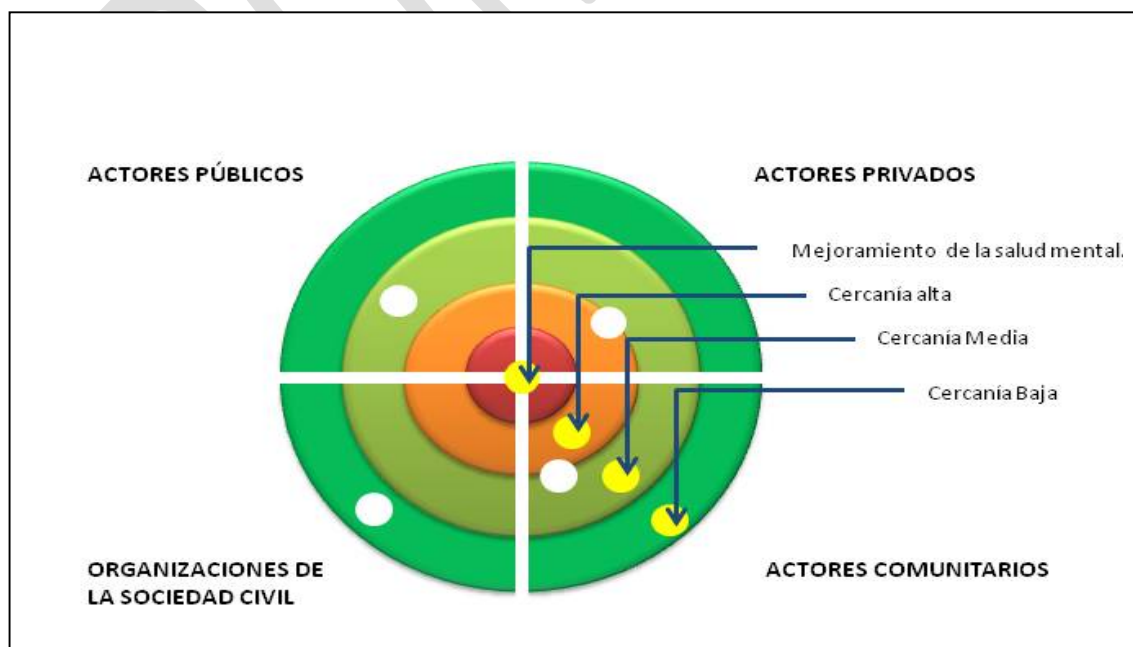 ACTORES PÚBLICOS
ACTORES PRIVADOS
Mejoramiento de la salud mental.
Cercanía alta
Cercanía Media
Cercanía Baja
ORGANIZACIONES DE
LA SOCIEDAD CIVIL
ACTORES COMUNITARIOS